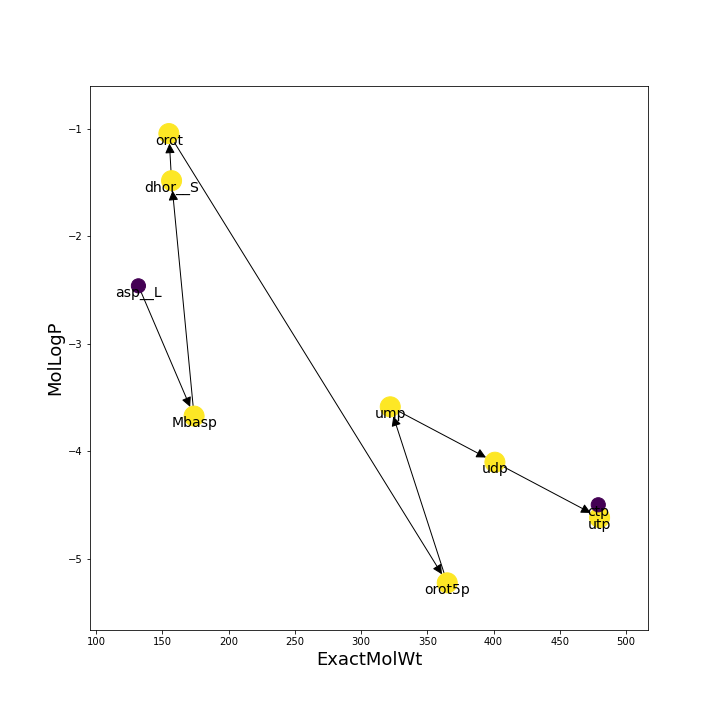 −1
orot
dhor__S
−2
asp__L
−3
MolLogP
Mbasp
ump
−4
udp
ctp
utp
−5
orot5p
100
150
200
250
300
350
400
450
500
ExactMolWt